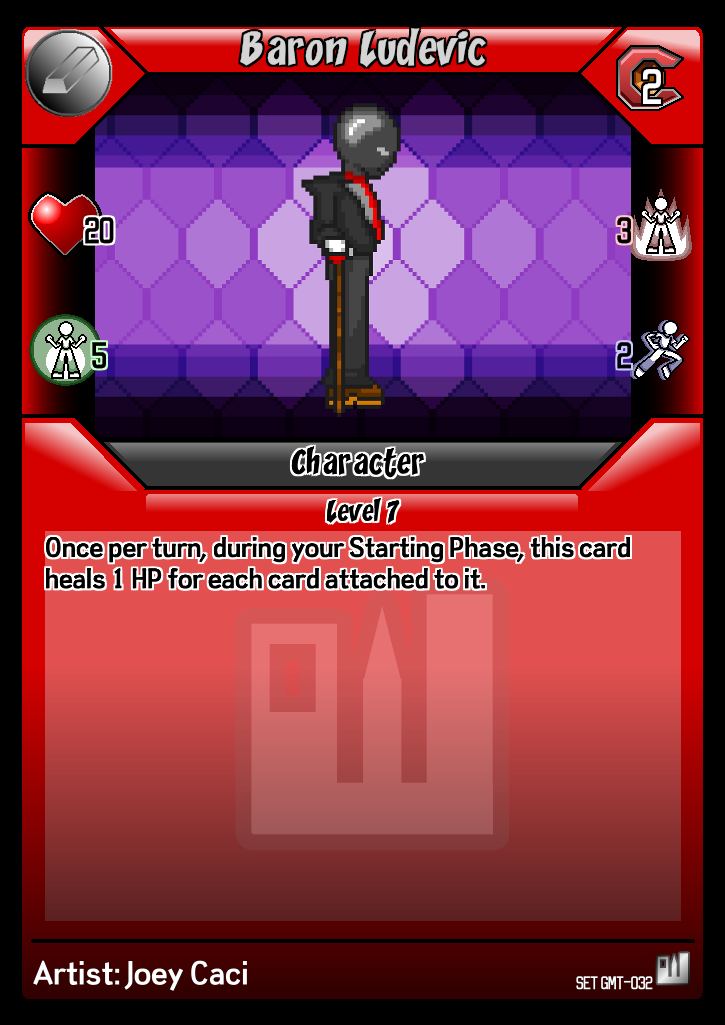 Baron Ludevic
2
20
3
5
2
Character
Level 7
Once per turn, during your Starting Phase, this card
heals 1 HP for each card attached to it.
Artist: Joey Caci
SET GMT-032